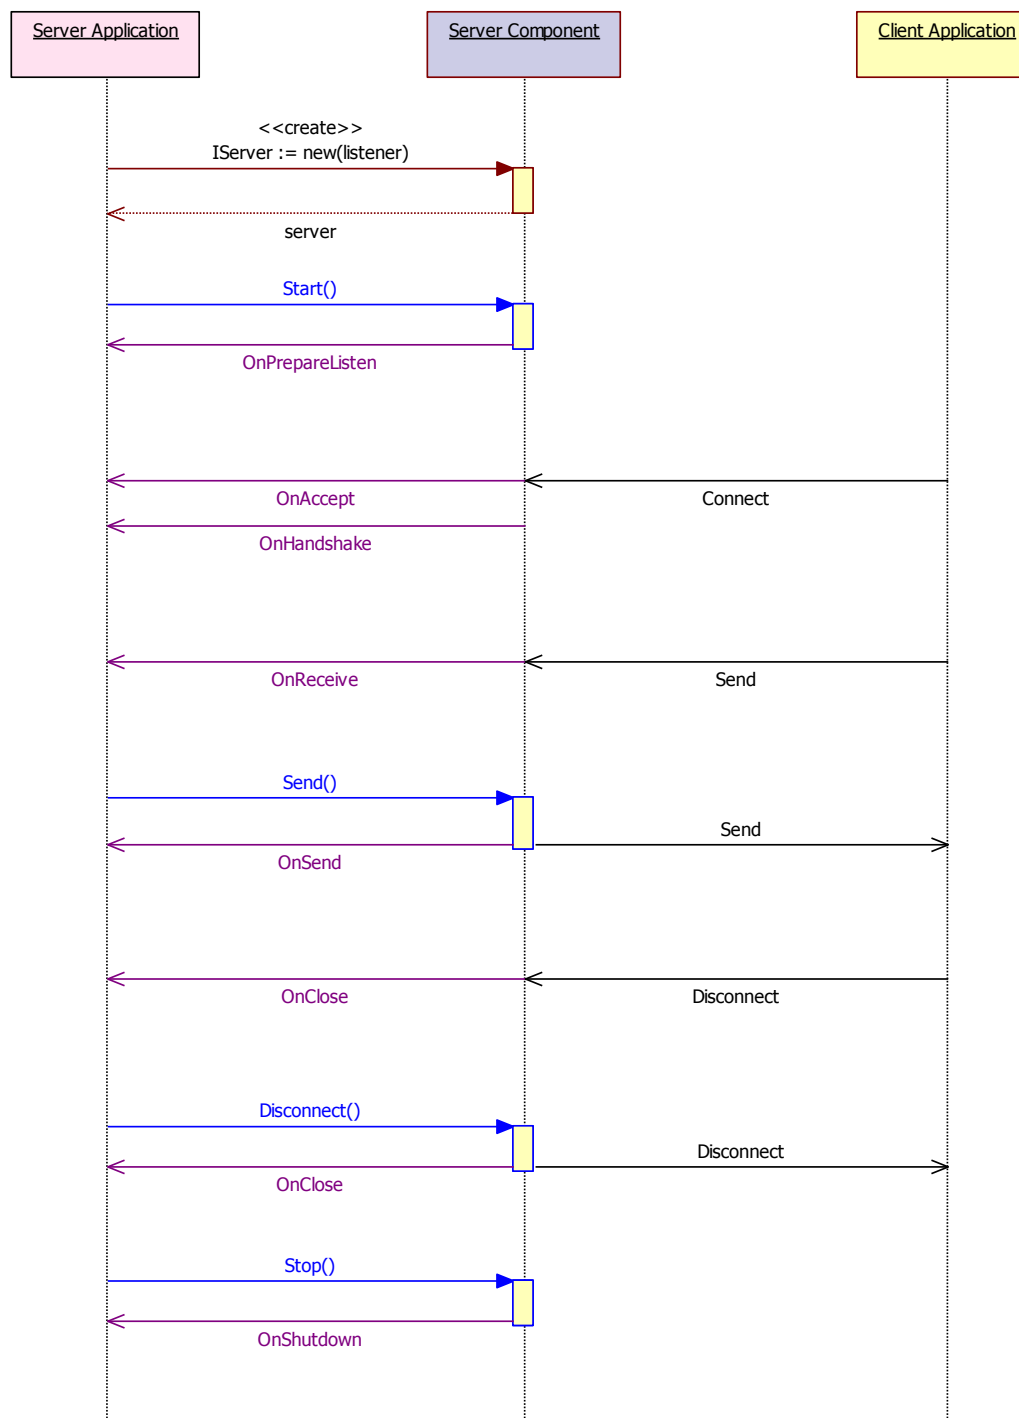 Server Application
Server Component
Client Application
<<create>>
IServer := new(listener)
server
Start()
OnPrepareListen
OnAccept
Connect
OnHandshake
OnReceive
Send
Send()
Send
OnSend
OnClose
Disconnect
Disconnect()
Disconnect
OnClose
Stop()
OnShutdown